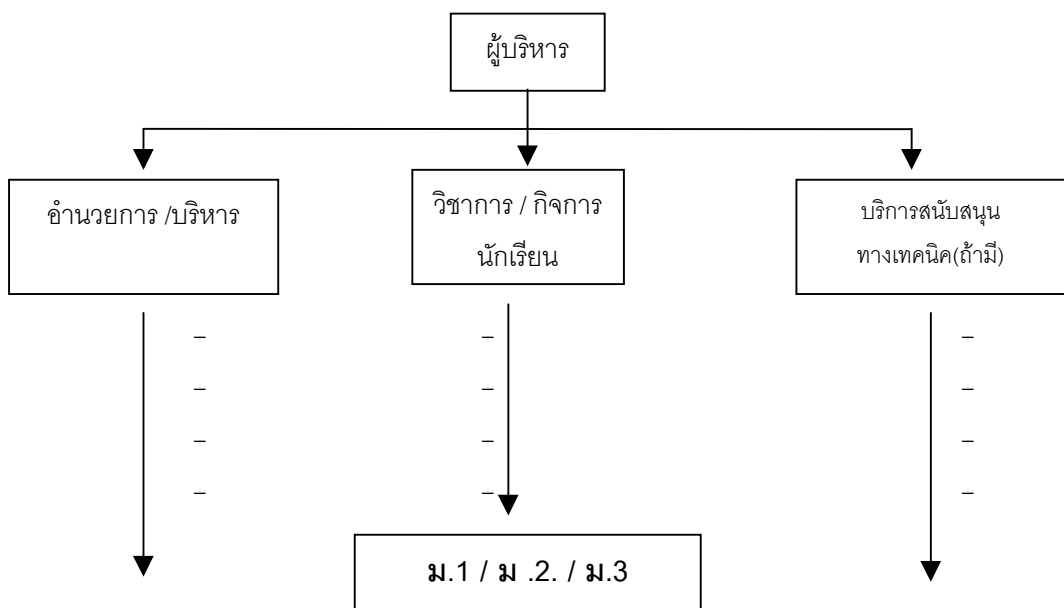 ผู้บริหาร
อำนวยการ /บริหาร
วิชาการ / กิจการ
นักเรียน
บริการสนับสนุน
ทางเทคนิค(ถ้ามี)
– – –
– – –
– – –
– – –
ม.1 / ม .2. / ม.3